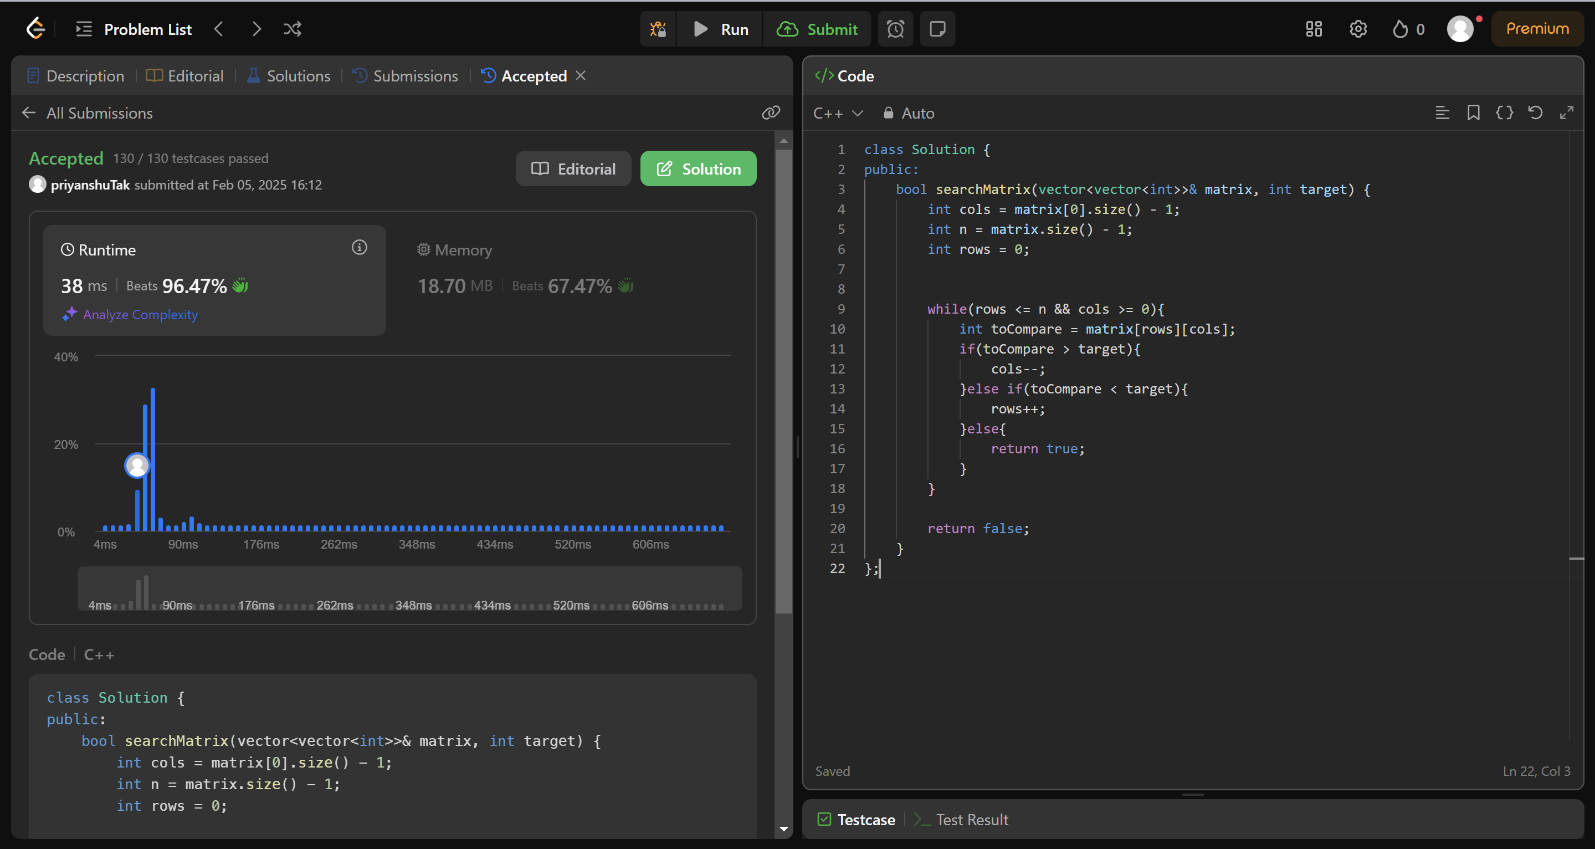 Problem List
Run
Submit
0
Premium
Description
Editorial
Solutions
Submissions
Accepted
All Submissions
Accepted 130 / 130 testcases passed
priyanshuTak submitted at Feb 05, 2025 16:12
Editorial
Solution
Runtime
38 ms | Beats 96.47%
Analyze Complexity
Memory
18.70 MB | Beats 67.47%
40%
20%
0%
4ms 90ms 176ms 262ms 348ms 434ms 520ms 606ms
4ms 90ms 176ms 262ms 348ms 434ms 520ms 606ms
Code | C++
class Solution {
public:
    bool searchMatrix(vector<vector<int>>& matrix, int target) {
        int cols = matrix[0].size() - 1;
        int n = matrix.size() - 1;
        int rows = 0;
</> Code
C++ Auto
1 class Solution {
2 public:
3     bool searchMatrix(vector<vector<int>>& matrix, int target) {
4         int cols = matrix[0].size() - 1;
5         int n = matrix.size() - 1;
6         int rows = 0;
7
8
9         while(rows <= n && cols >= 0){
10             int toCompare = matrix[rows][cols];
11             if(toCompare > target){
12                 cols--;
13             }else if(toCompare < target){
14                 rows++;
15             }else{
16                 return true;
17             }
18         }
19
20         return false;
21     }
22 };
Saved
Ln 22, Col 3
Testcase
Test Result